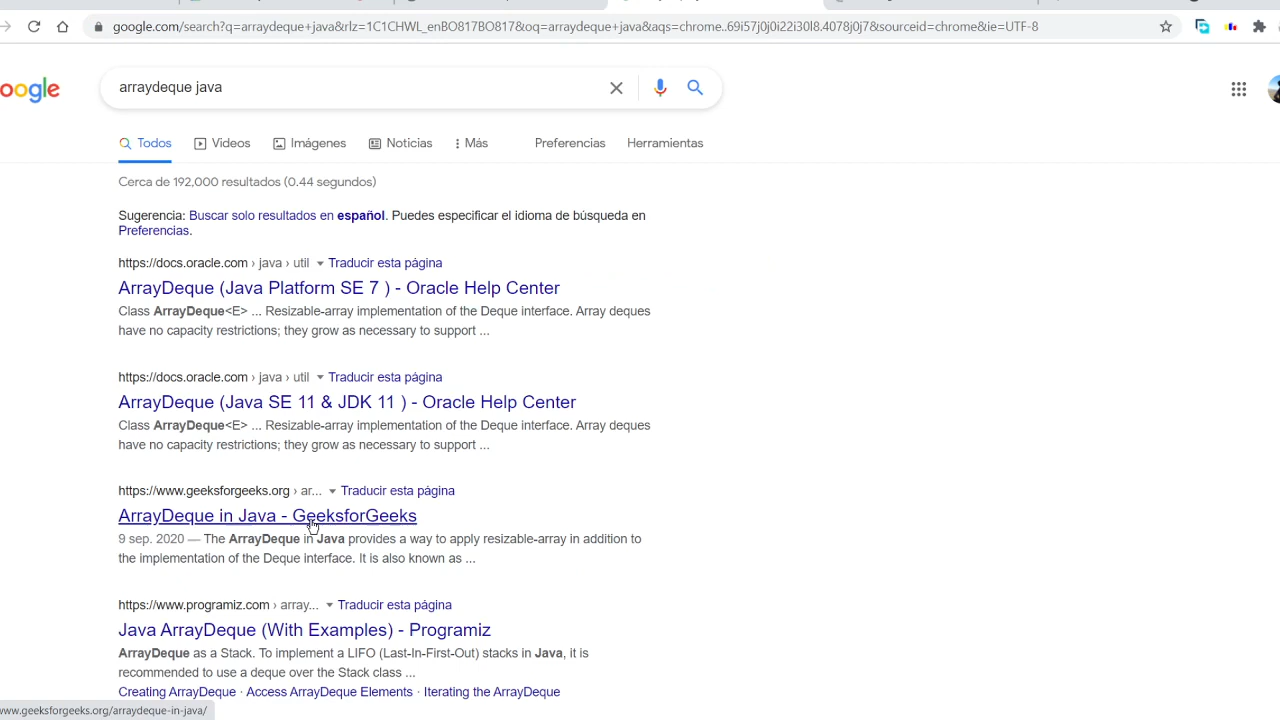 google.com/search?q=arraydeque+java&rlz=1C1CHWL_enBO817BO817&oq=arraydeque+java&aqs=chrome..69i57j0j0i22i30l8.4078j0j7&sourceid=chrome&ie=UTF-8
oogle
arraydeque java
Todos Videos Imágenes Noticias Más Preferencias Herramientas
Cerca de 192,000 resultados (0.44 segundos)
Sugerencia: Buscar solo resultados en español. Puedes especificar el idioma de búsqueda en
Preferencias.
https://docs.oracle.com › java › util Traducir esta página
ArrayDeque (Java Platform SE 7 ) - Oracle Help Center
Class ArrayDeque<E> ... Resizable-array implementation of the Deque interface. Array deques
have no capacity restrictions; they grow as necessary to support ...
https://docs.oracle.com › java › util Traducir esta página
ArrayDeque (Java SE 11 & JDK 11 ) - Oracle Help Center
Class ArrayDeque<E> ... Resizable-array implementation of the Deque interface. Array deques
have no capacity restrictions; they grow as necessary to support ...
https://www.geeksforgeeks.org › ar... Traducir esta página
ArrayDeque in Java - GeeksforGeeks
9 sep. 2020 — The ArrayDeque in Java provides a way to apply resizable-array in addition to
the implementation of the Deque interface. It is also known as ...
https://www.programiz.com › array... Traducir esta página
Java ArrayDeque (With Examples) - Programiz
ArrayDeque as a Stack. To implement a LIFO (Last-In-First-Out) stacks in Java, it is
recommended to use a deque over the Stack class ...
Creating ArrayDeque · Access ArrayDeque Elements · Iterating the ArrayDeque
www.geeksforgeeks.org/arraydeque-in-java/